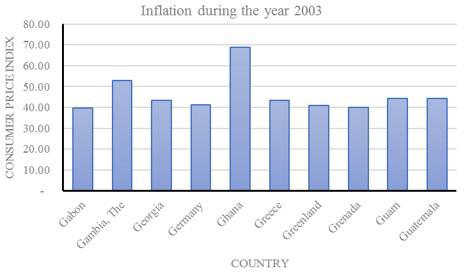 Inflation during the year 2003
CONSUMER PRICE INDEX
80.00
70.00
60.00
50.00
40.00
30.00
20.00
10.00
-
Gabon
Gambia, The
Georgia
Germany
Ghana
Greece
Greenland
Grenada
Guam
Guatemala
COUNTRY